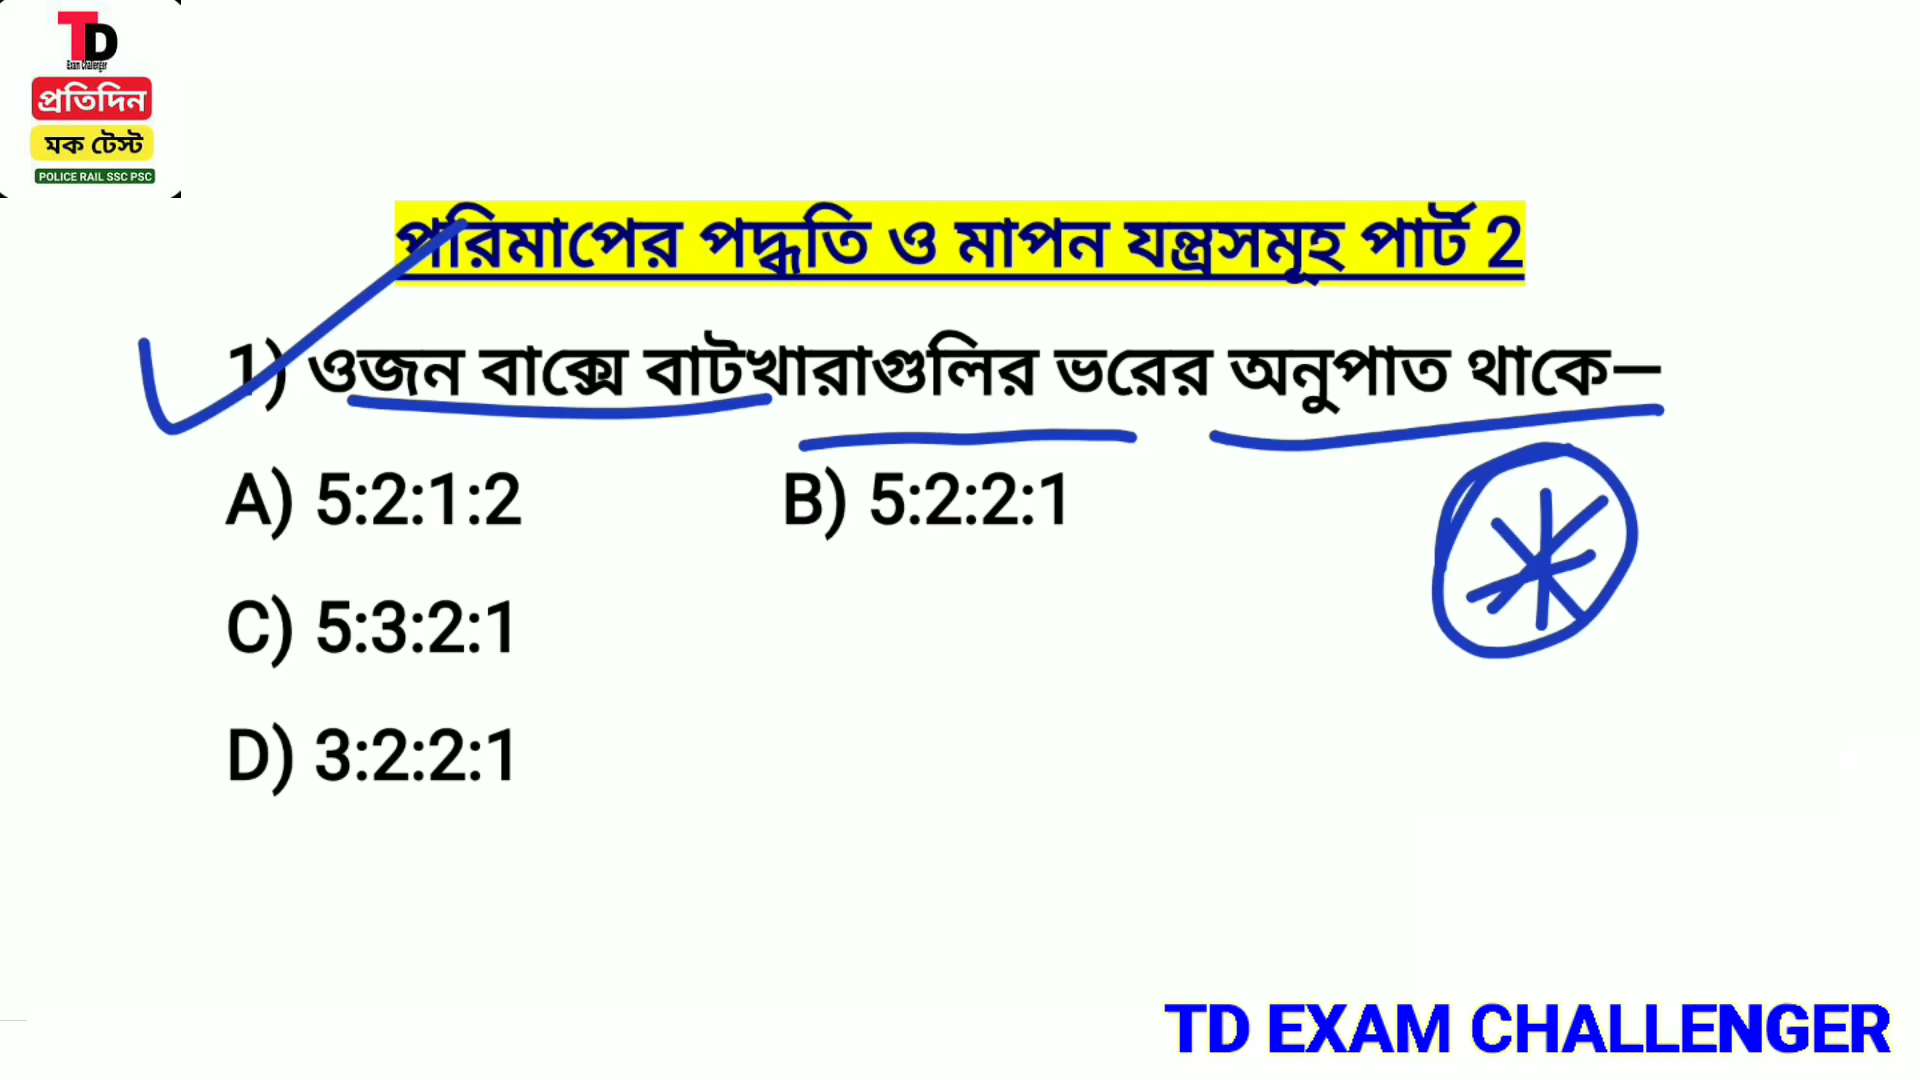 TD
Exam Challenger
প্রতিদিন
মক টেস্ট
POLICE RAIL SSC PSC
পরিমাপের পদ্ধতি ও মাপন যন্ত্রসমূহ পার্ট 2
1) ওজন বাক্সে বাটখারাগুলির ভরের অনুপাত থাকে—
A) 5:2:1:2 B) 5:2:2:1
C) 5:3:2:1
D) 3:2:2:1
TD EXAM CHALLENGER